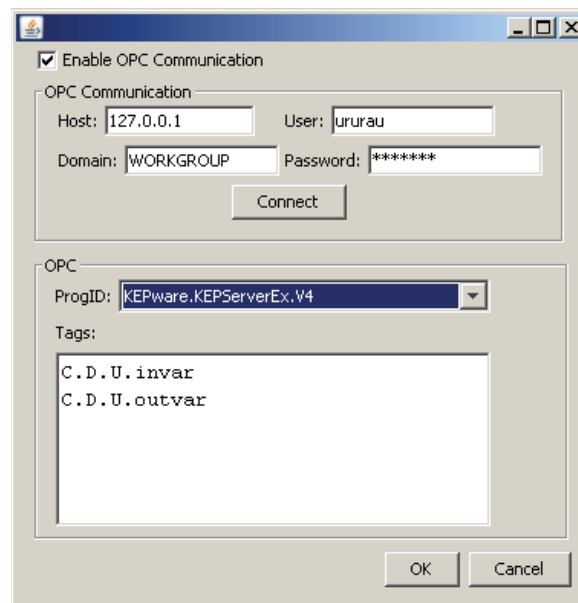 Enable OPC Communication
OPC Communication
Host: 127.0.0.1 User: ururau
Domain: WORKGROUP Password: *******
Connect
OPC
ProgID: KEPware.KEPServerEx.V4
Tags:
C.D.U.invar
C.D.U.outvar
OK Cancel